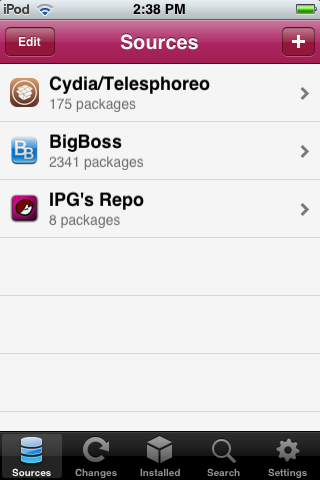 iPod 2:38 PM
Edit Sources +
Cydia/Telesphoreo
175 packages
BB
BigBoss
2341 packages
IPG's Repo
8 packages
Sources Changes Installed Search Settings